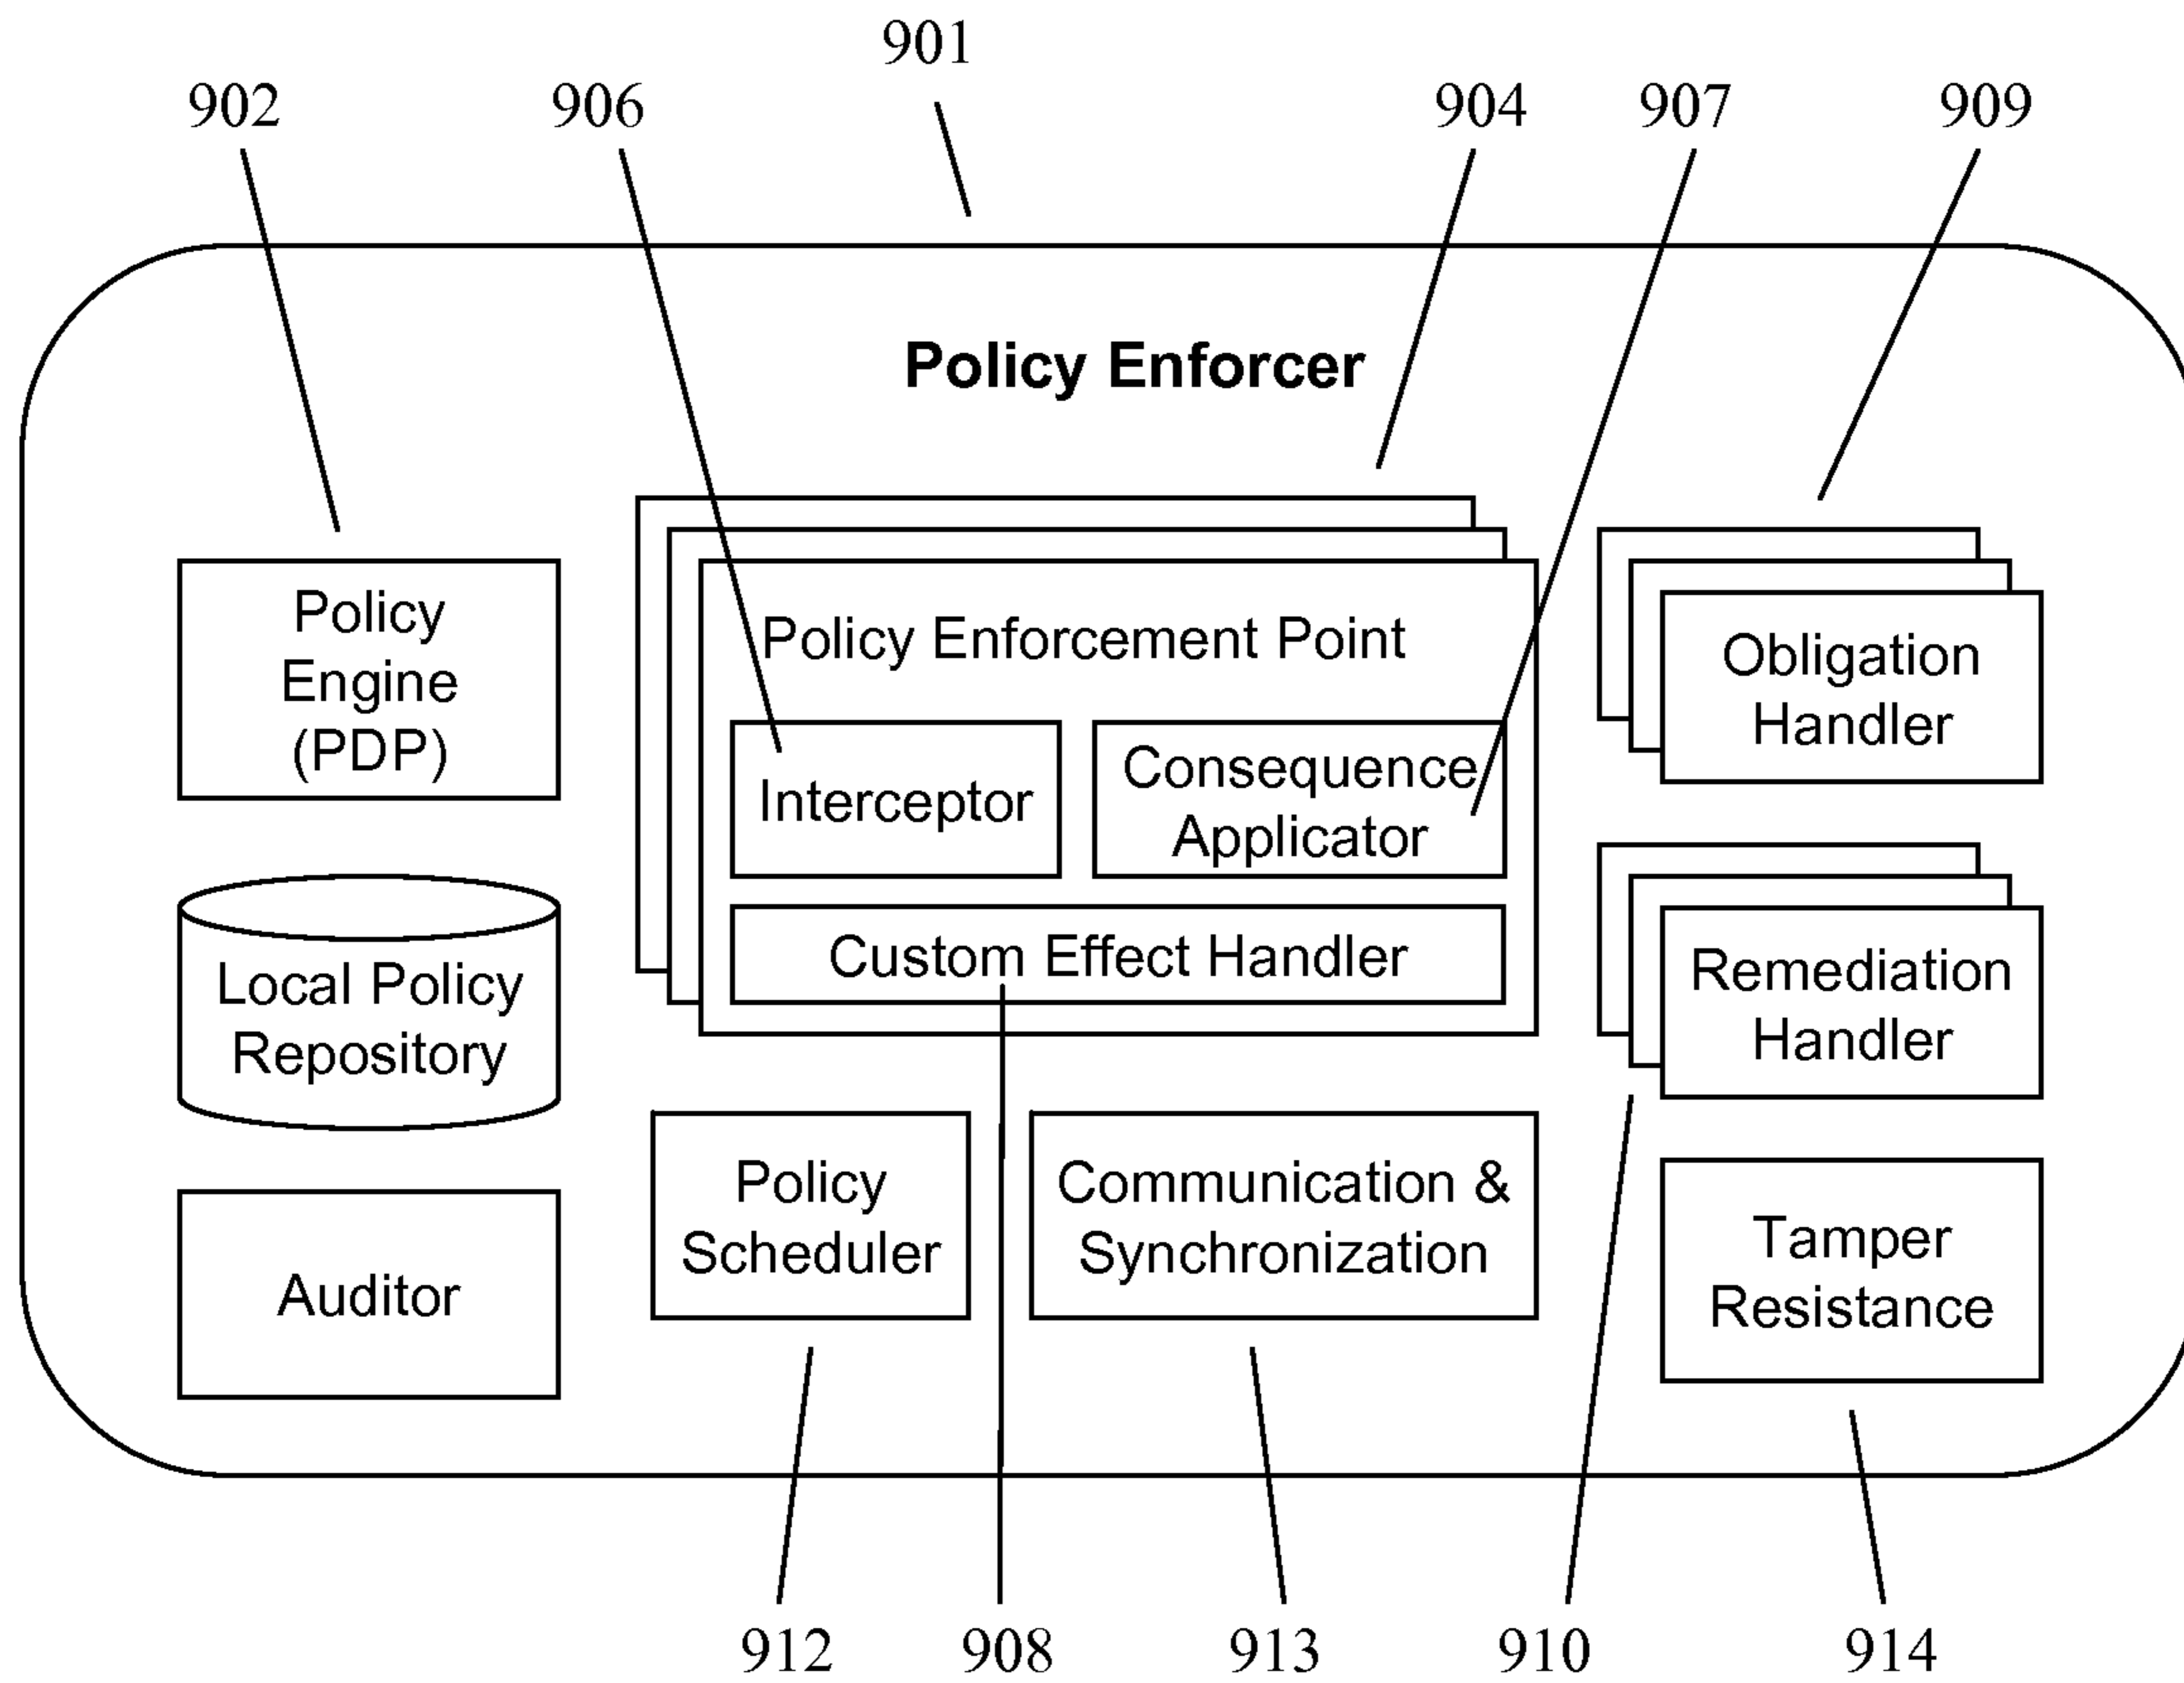 901
902
906
904
907
909
Policy Enforcer
Policy
Engine
(PDP)
Policy Enforcement Point
Interceptor
Consequence
Applicator
Custom Effect Handler
Obligation
Handler
Local Policy
Repository
Remediation
Handler
Auditor
Policy
Scheduler
Communication &
Synchronization
Tamper
Resistance
912
908
913
910
914